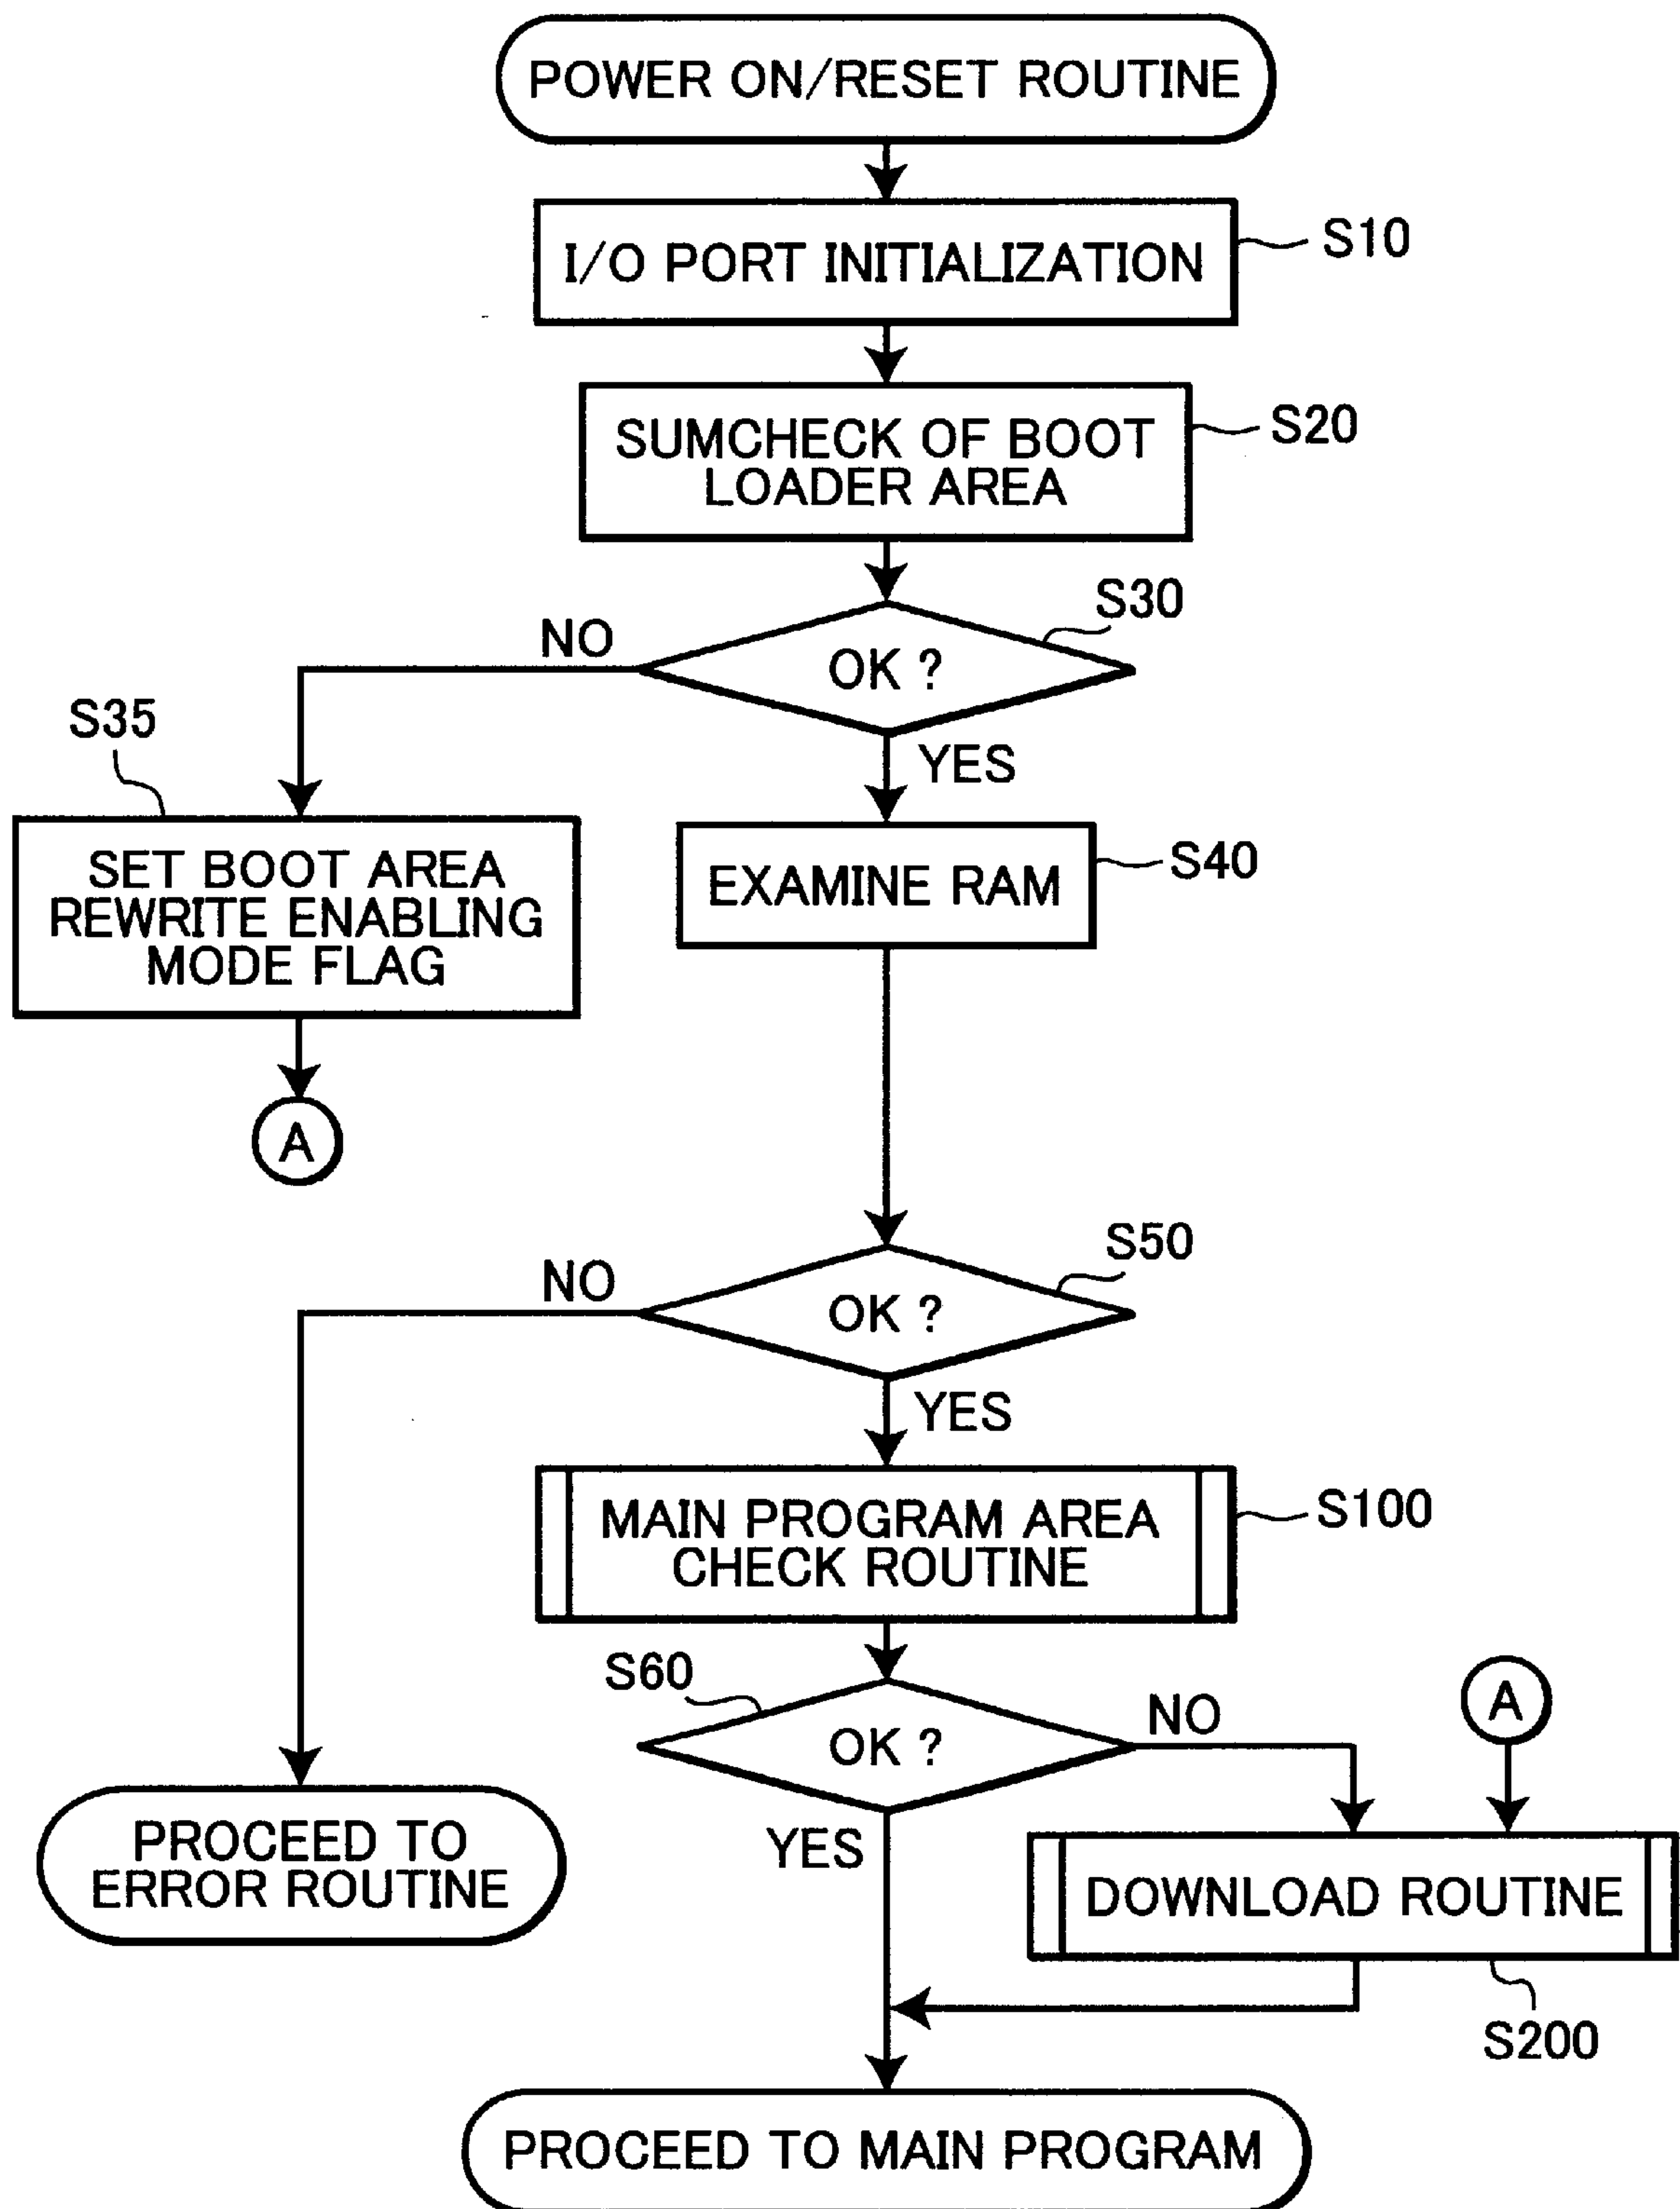 POWER ON/RESET ROUTINE
I/O PORT INITIALIZATION
S10
SUMCHECK OF BOOT
LOADER AREA
S20
S30
NO
OK ?
S35
YES
SET BOOT AREA
REWRITE ENABLING
MODE FLAG
EXAMINE RAM
S40
A
S50
NO
OK ?
YES
MAIN PROGRAM AREA
CHECK ROUTINE
S100
S60
NO
A
OK ?
YES
PROCEED TO
ERROR ROUTINE
DOWNLOAD ROUTINE
S200
PROCEED TO MAIN PROGRAM